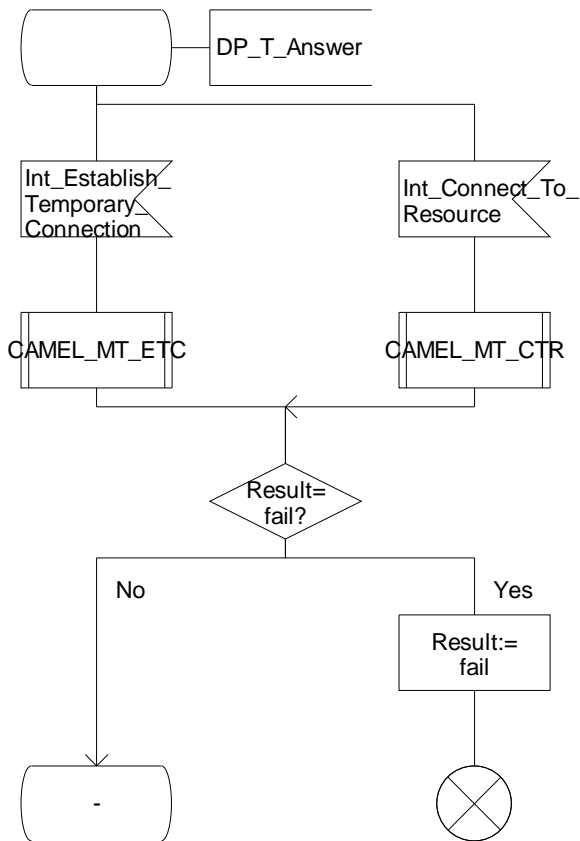 DP_T_Answer
Int_Establish_
Temporary_
Connection
Int_Connect_To_
Resource
CAMEL_MT_ETC
CAMEL_MT_CTR
Result=
fail?
No
Yes
Result:=
fail
-